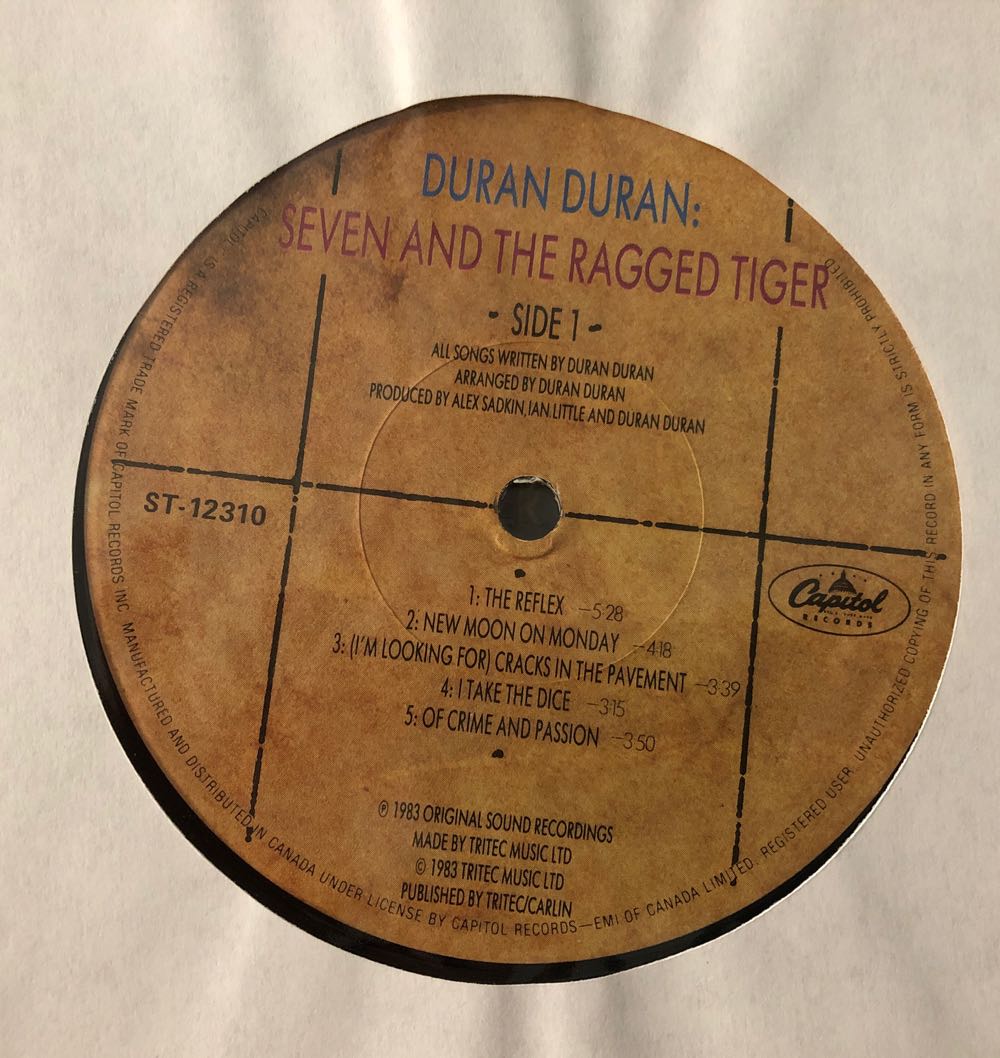 DURAN DURAN:
SEVEN AND THE RAGGED TIGER
- SIDE 1 -
ALL SONGS WRITTEN BY DURAN DURAN
ARRANGED BY DURAN DURAN
PRODUCED BY ALEX SADKIN, IAN LITTLE AND DURAN DURAN
ST-12310
Capitol
RECORDS
1: THE REFLEX —5:28
2: NEW MOON ON MONDAY —4:18
3: (I'M LOOKING FOR) CRACKS IN THE PAVEMENT —3:39
4: I TAKE THE DICE —3:15
5: OF CRIME AND PASSION —3:50
℗ 1983 ORIGINAL SOUND RECORDINGS
MADE BY TRITEC MUSIC LTD
© 1983 TRITEC MUSIC LTD
PUBLISHED BY TRITEC/CARLIN
CAPITOL IS A REGISTERED TRADE MARK OF CAPITOL RECORDS INC. MANUFACTURED AND DISTRIBUTED IN CANADA UNDER LICENSE BY CAPITOL RECORDS—EMI OF CANADA LIMITED. REGISTERED USER. UNAUTHORIZED COPYING OF THIS RECORD IN ANY FORM IS STRICTLY PROHIBITED